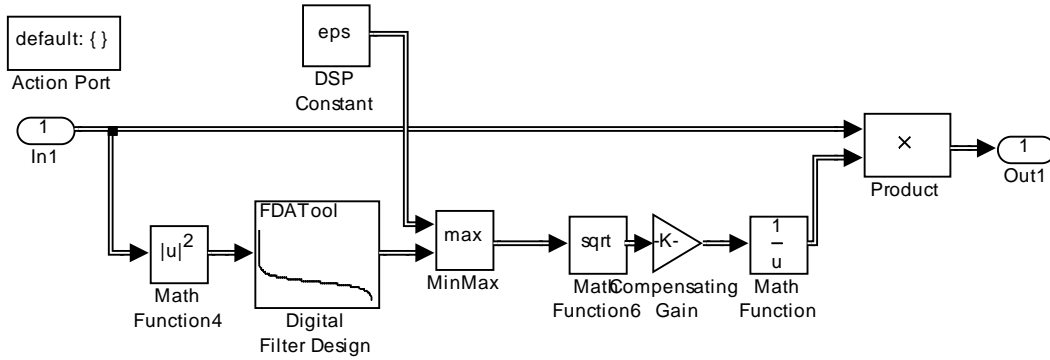 default: { }
Action Port
eps
DSP
Constant
1
In1
×
Product
1
Out1
|u|²
Math
Function4
FDATool
Digital
Filter Design
max
MinMax
sqrt
Math
Function6
-K-
Compensating
Gain
1
u
Math
Function